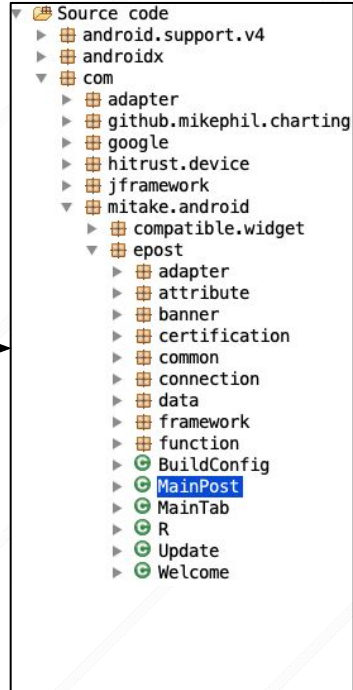 Source code
android.support.v4
androidx
com
adapter
github.mikephil.charting
google
hitrust.device
jframework
mitake.android
compatible.widget
epost
adapter
attribute
banner
certification
common
connection
data
framework
function
BuildConfig
MainPost
MainTab
R
Update
Welcome